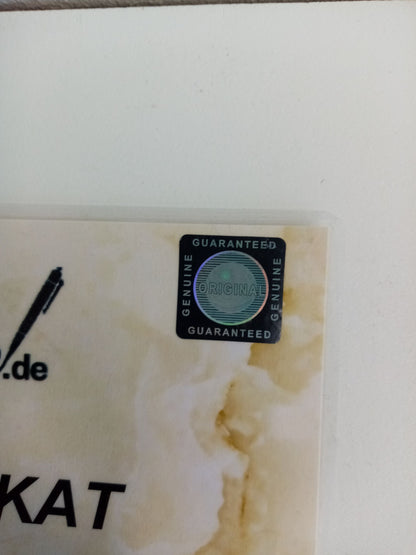 GUARANTEED
GENUINE
ORIGINAL
GENUINE
GUARANTEED
.de
KAT